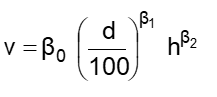 v = β₀ (d/100)^β₁ h^β₂